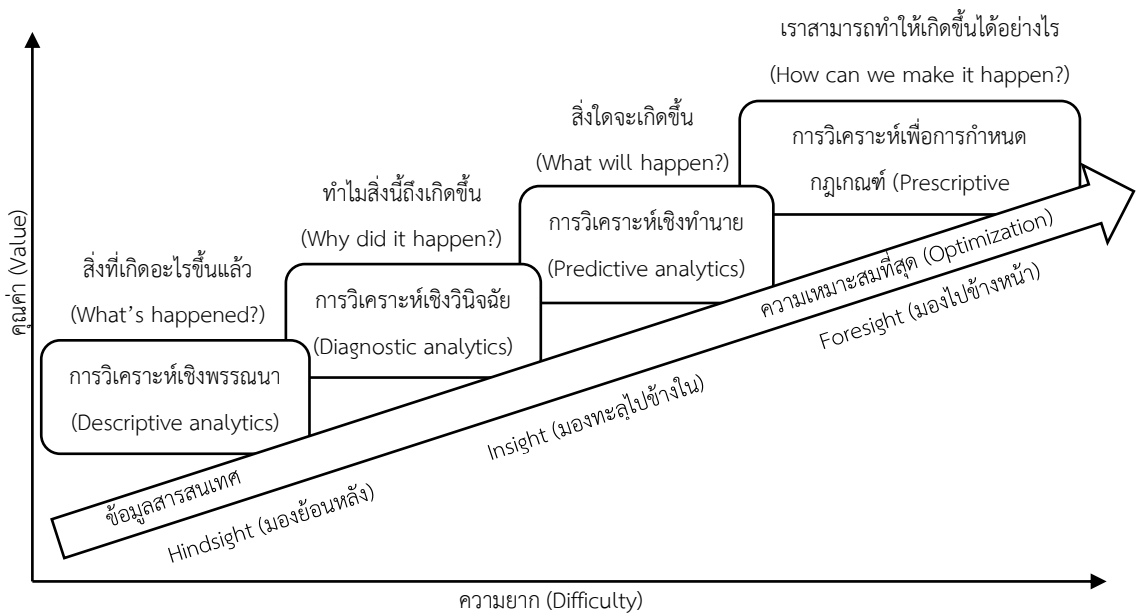 เราสามารถทำให้เกิดขึ้นได้อย่างไร
(How can we make it happen?)
การวิเคราะห์เพื่อการกำหนด
กฎเกณฑ์ (Prescriptive
สิ่งใดจะเกิดขึ้น
(What will happen?)
การวิเคราะห์เชิงทำนาย
(Predictive analytics)
ทำไมสิ่งนี้ถึงเกิดขึ้น
(Why did it happen?)
การวิเคราะห์เชิงวินิจฉัย
(Diagnostic analytics)
สิ่งที่เกิดอะไรขึ้นแล้ว
(What's happened?)
การวิเคราะห์เชิงพรรณนา
(Descriptive analytics)
คุณค่า (Value)
ข้อมูลสารสนเทศ
ความเหมาะสมที่สุด (Optimization)
Hindsight (มองย้อนหลัง)
Insight (มองทะลุไปข้างใน)
Foresight (มองไปข้างหน้า)
ความยาก (Difficulty)